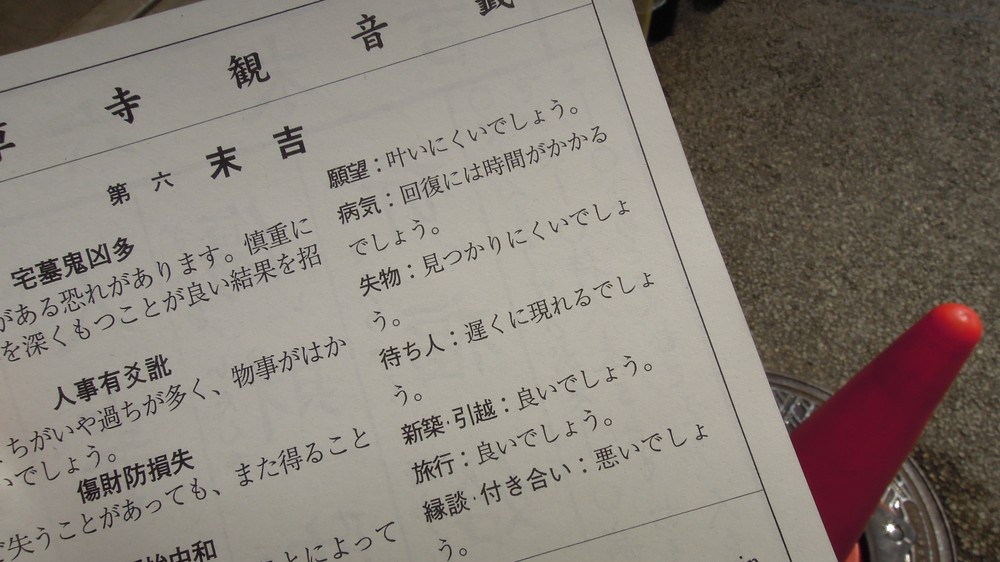 草寺観音籤
第六 末吉
宅墓鬼凶多
がある恐れがあります。慎重に
を深くもつことが良い結果を招
人事有爻訛
ちがいや過ちが多く、物事がはか
いでしょう。
傷財防損失
で失うことがあっても、また得ること
中和
とによって
願望：叶いにくいでしょう。
病気：回復には時間がかかる
でしょう。
失物：見つかりにくいでしょ
う。
待ち人：遅くに現れるでしょ
う。
新築・引越：良いでしょう。
旅行：良いでしょう。
縁談・付き合い：悪いでしょ
う。